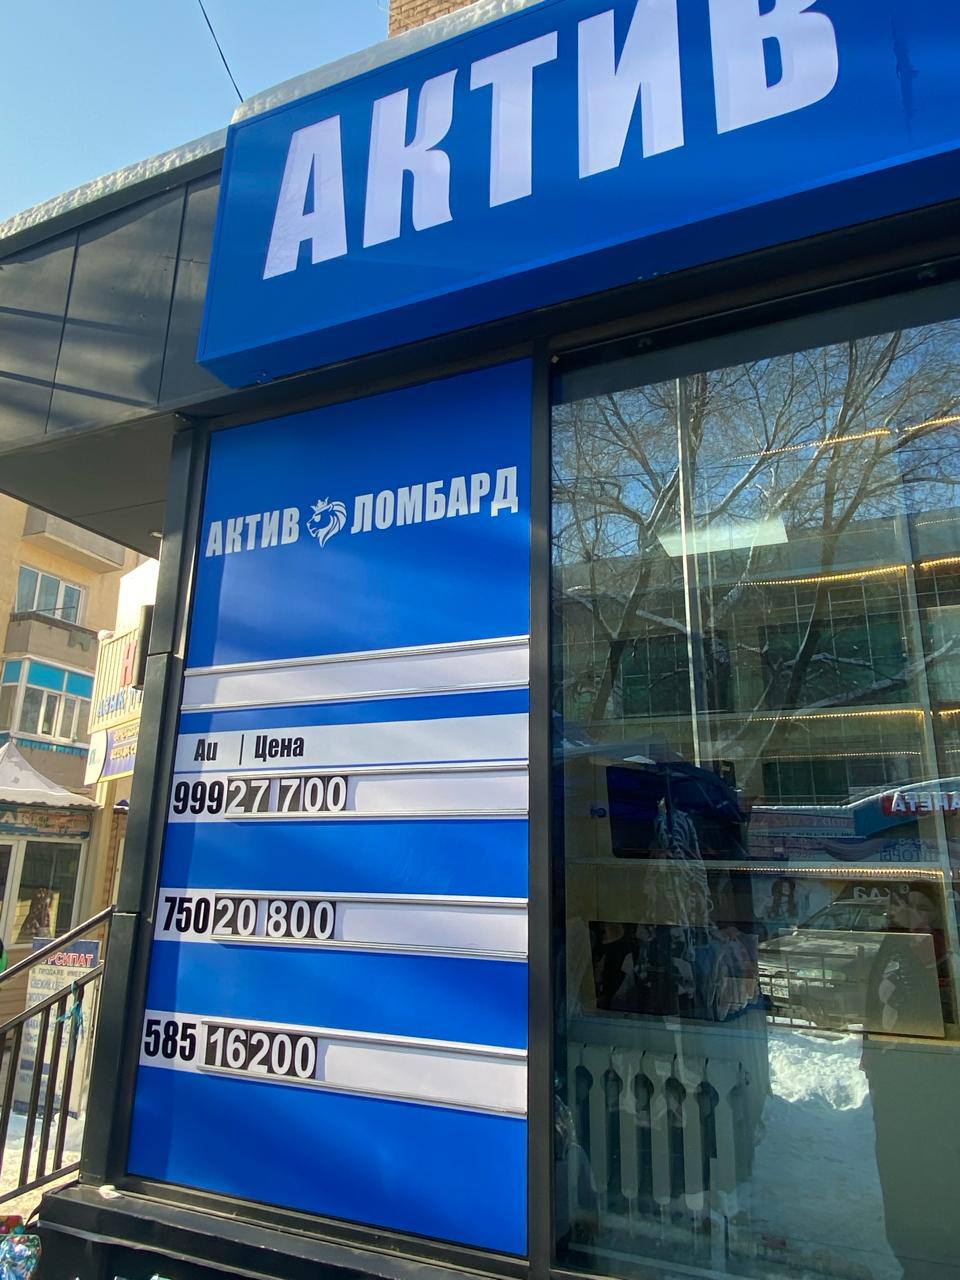 АКТИВ
АКТИВ ЛОМБАРД
Au | Цена
999 27 700
750 20 800
585 16200